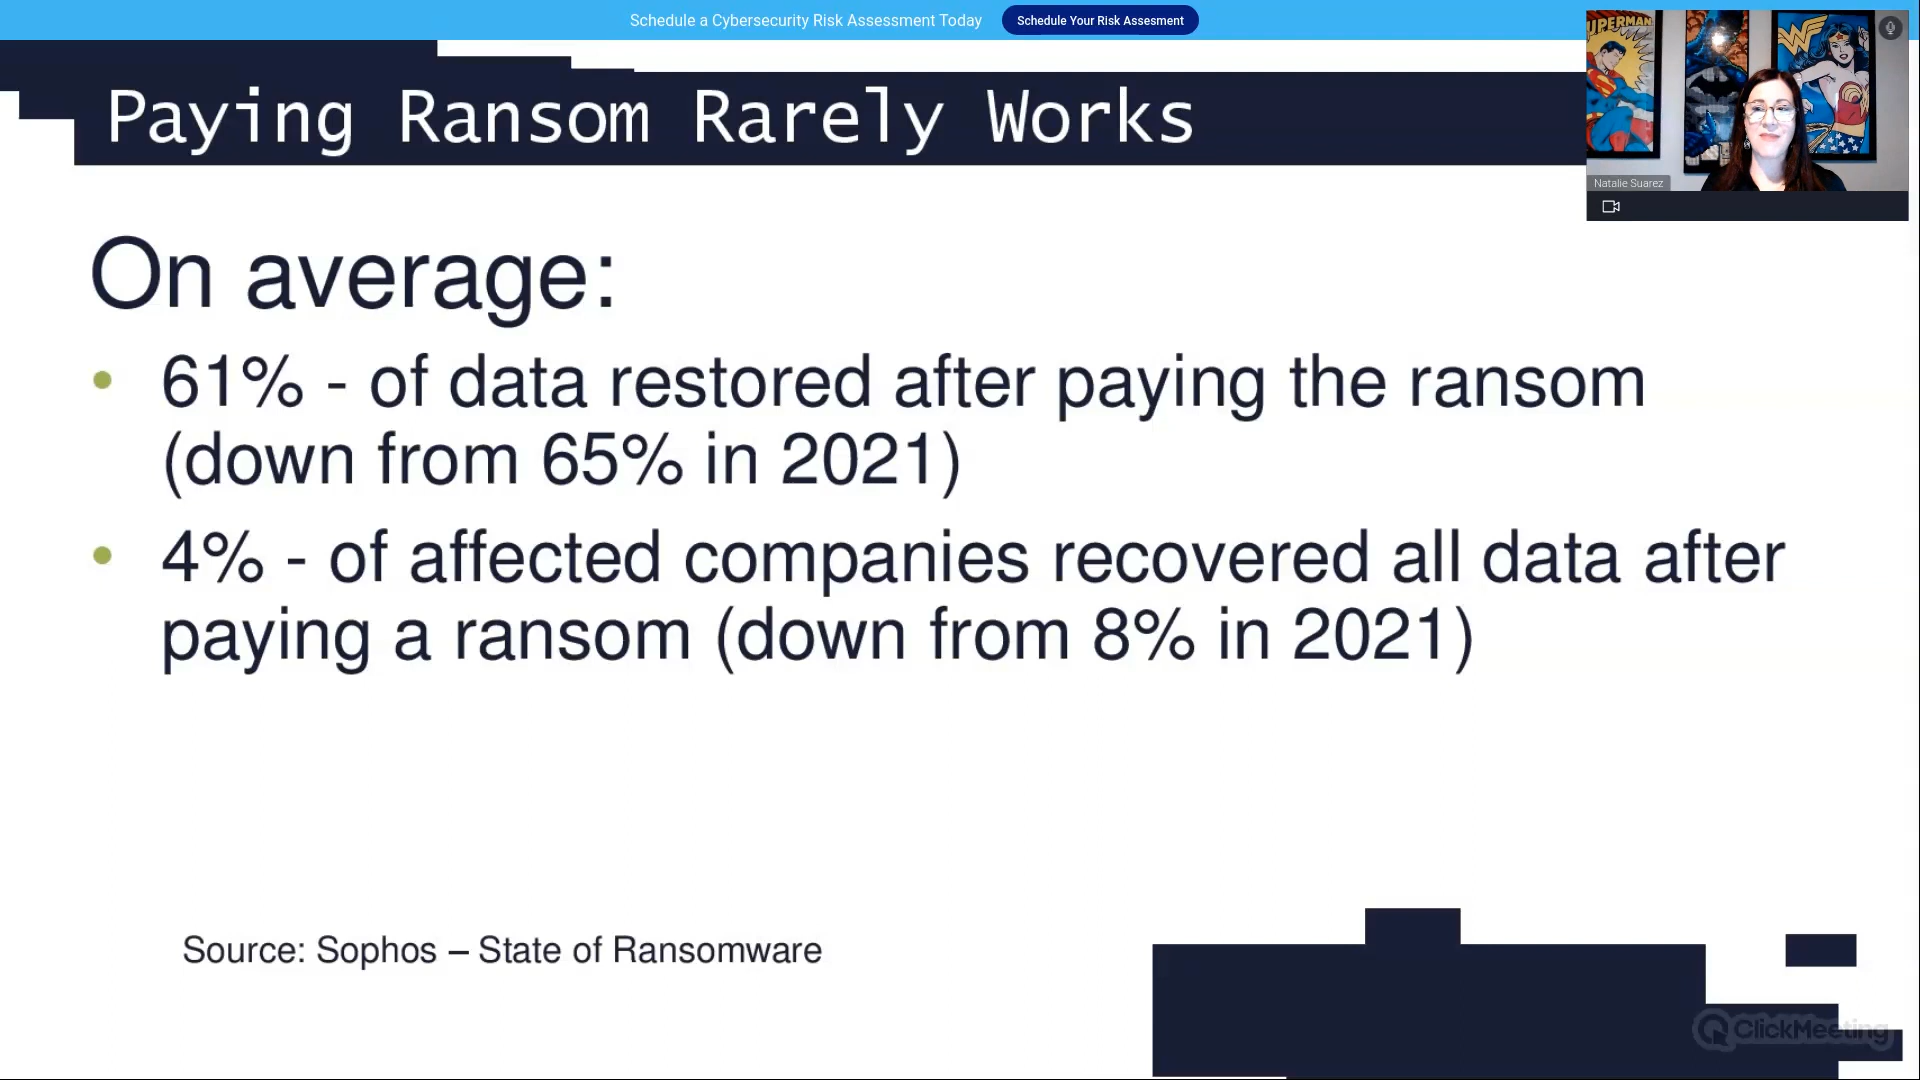 Schedule a Cybersecurity Risk Assessment Today
Schedule Your Risk Assesment
Paying Ransom Rarely Works
SUPERMAN
Natalie Suarez
On average:
• 61% - of data restored after paying the ransom
(down from 65% in 2021)
• 4% - of affected companies recovered all data after
paying a ransom (down from 8% in 2021)
Source: Sophos – State of Ransomware
ClickMeeting